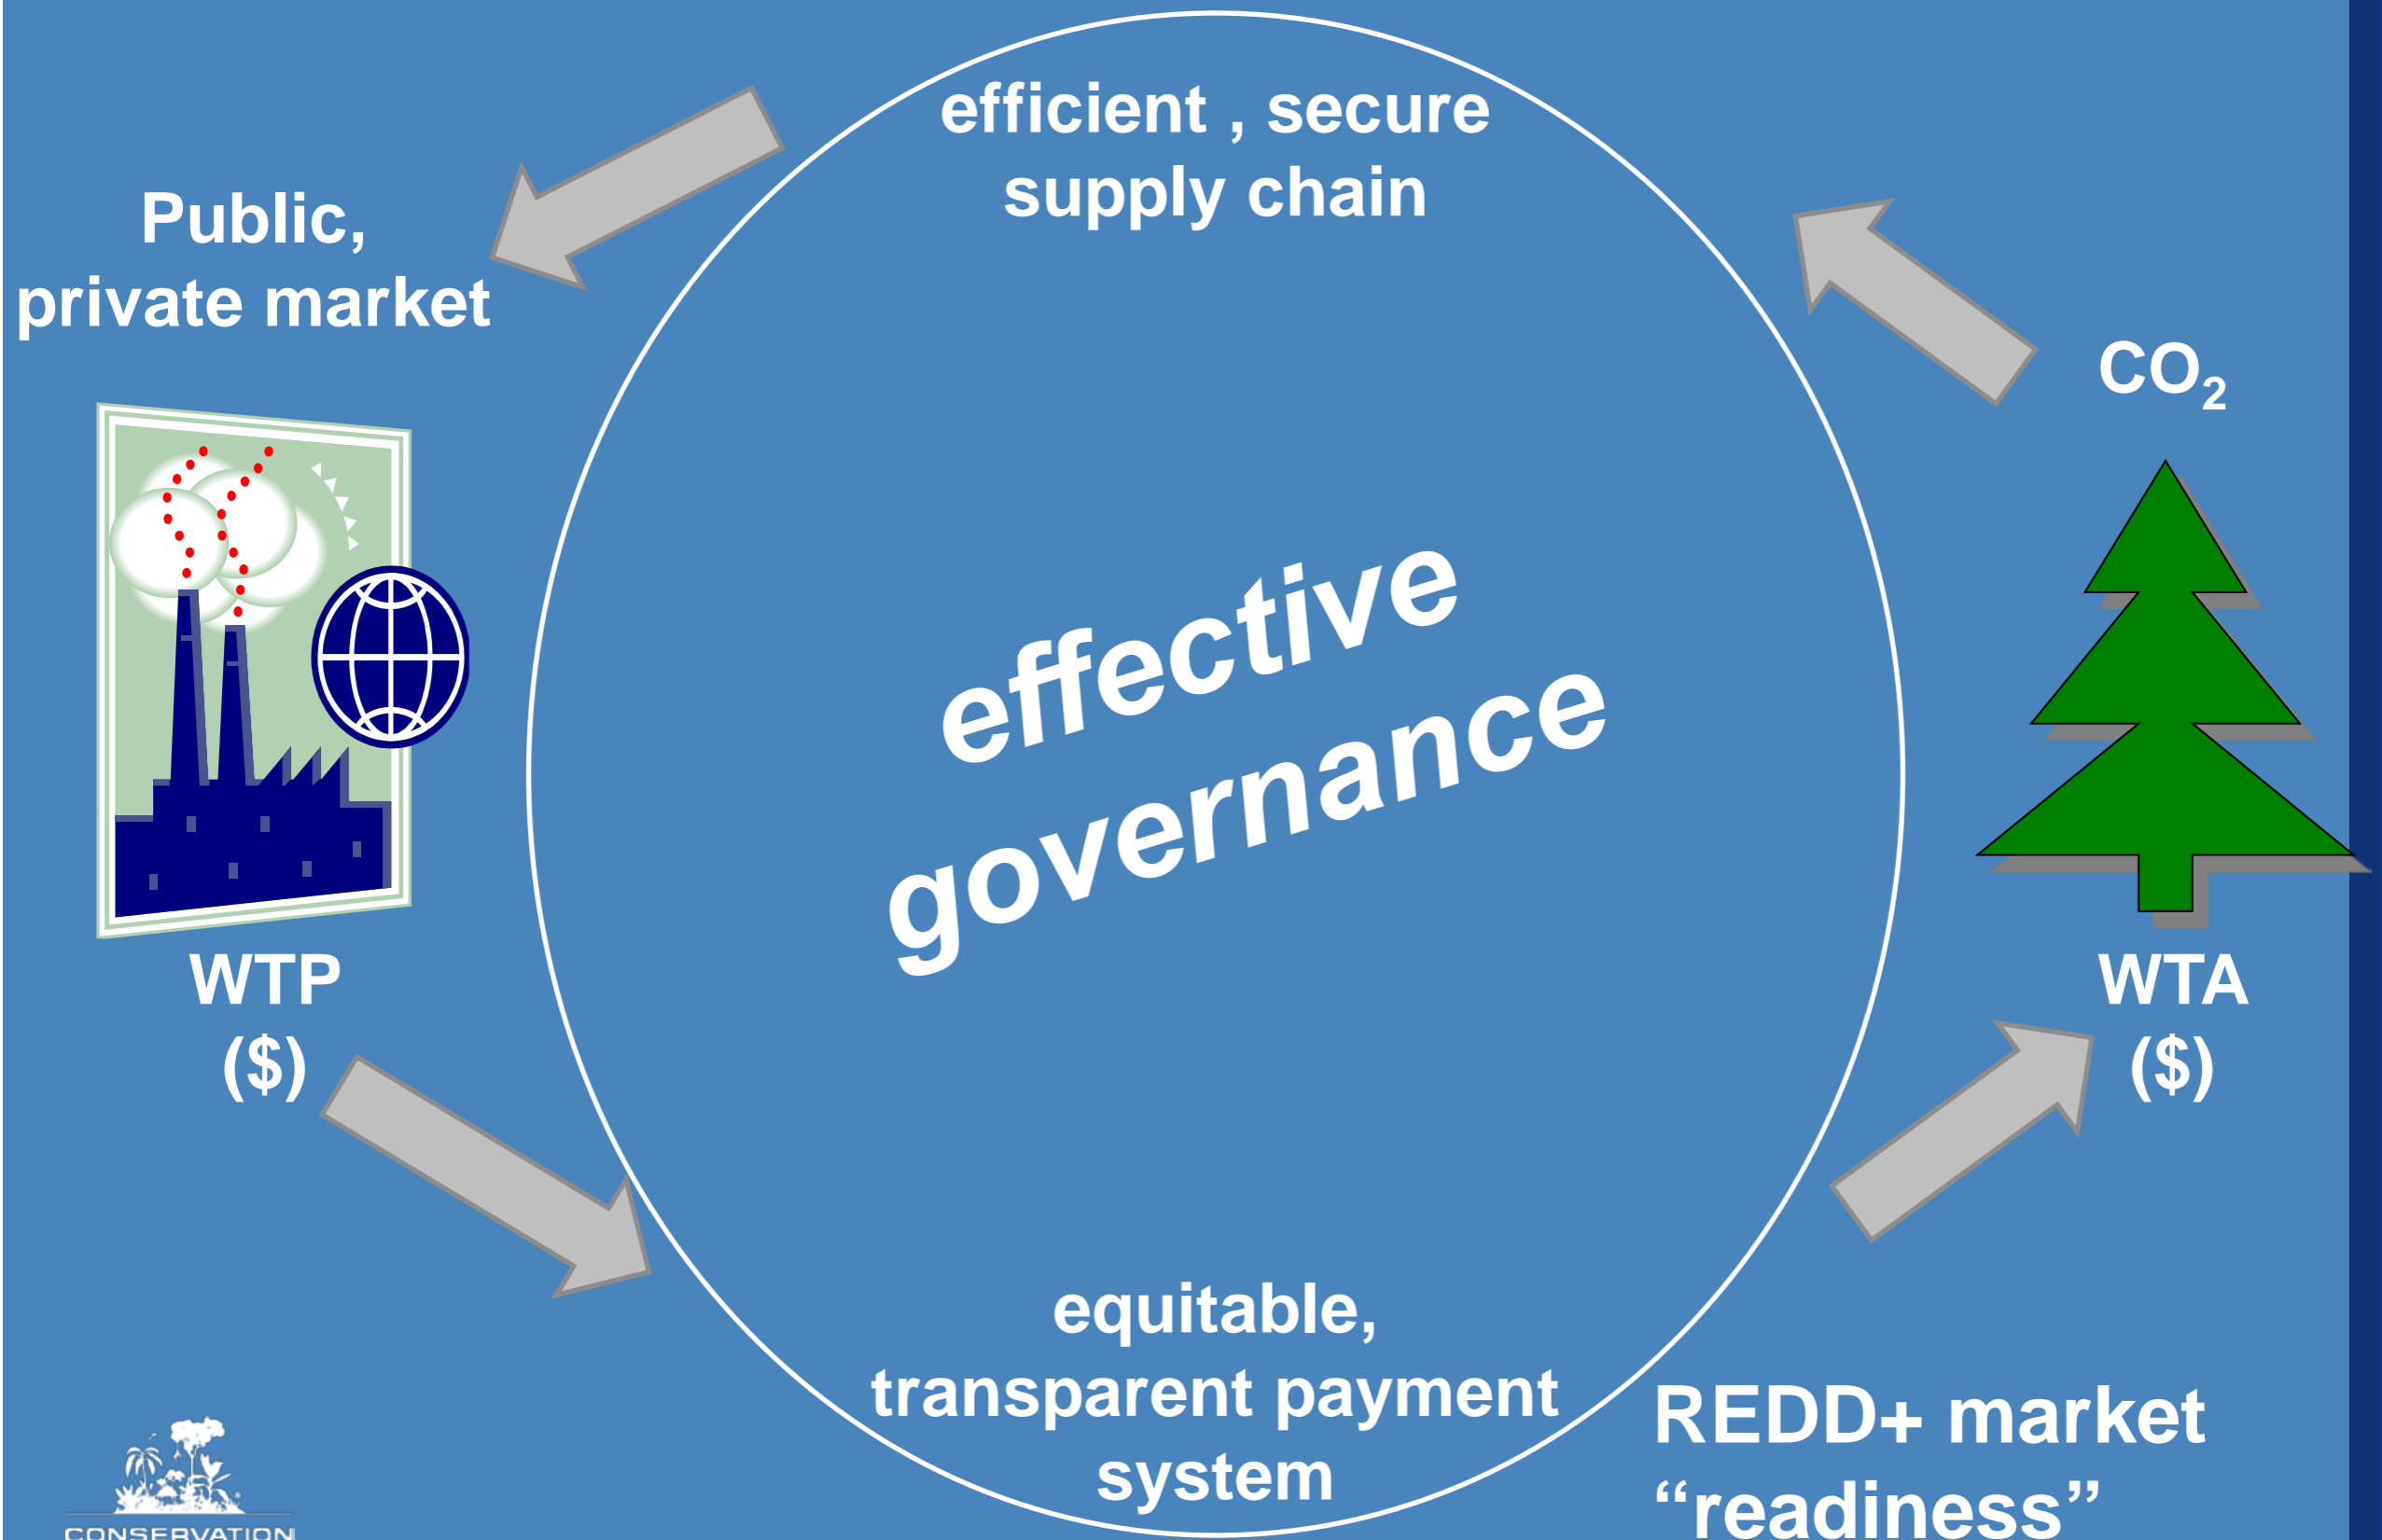 efficient , secure
supply chain
Public,
private market
CO₂
effective
governance
WTP
($)
WTA
($)
equitable,
transparent payment
system
REDD+ market
“readiness”
CONSERVATION